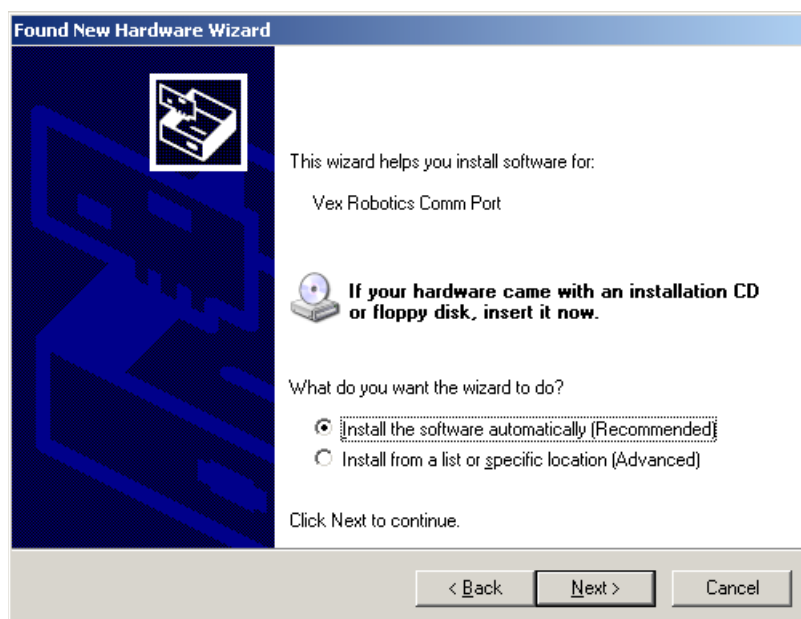 Found New Hardware Wizard
This wizard helps you install software for:
Vex Robotics Comm Port
If your hardware came with an installation CD
or floppy disk, insert it now.
What do you want the wizard to do?
Install the software automatically (Recommended)
Install from a list or specific location (Advanced)
Click Next to continue.
< Back Next > Cancel